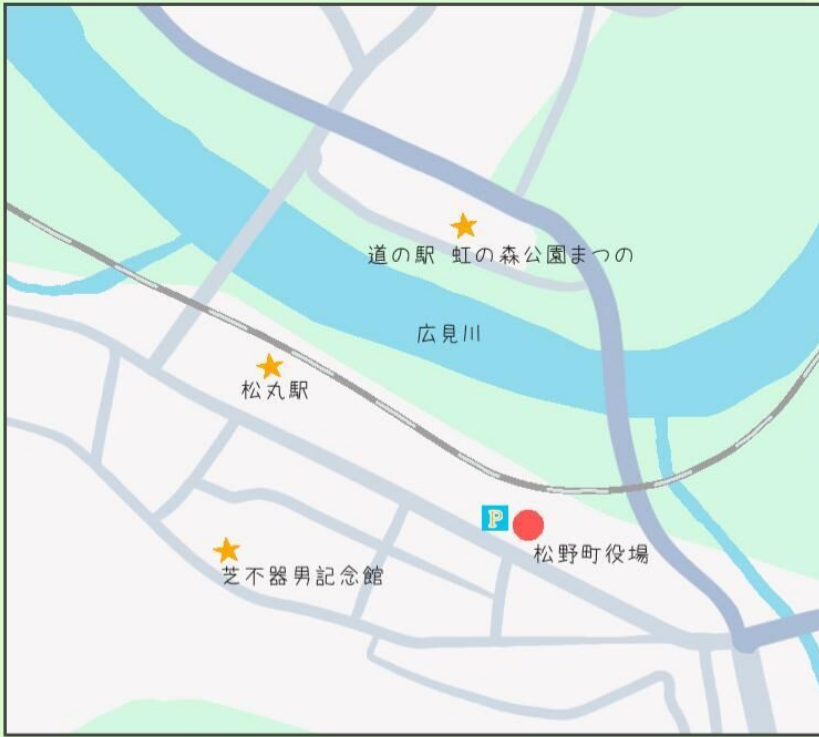 道の駅 虹の森公園まつの
広見川
松丸駅
P
松野町役場
芝不器男記念館